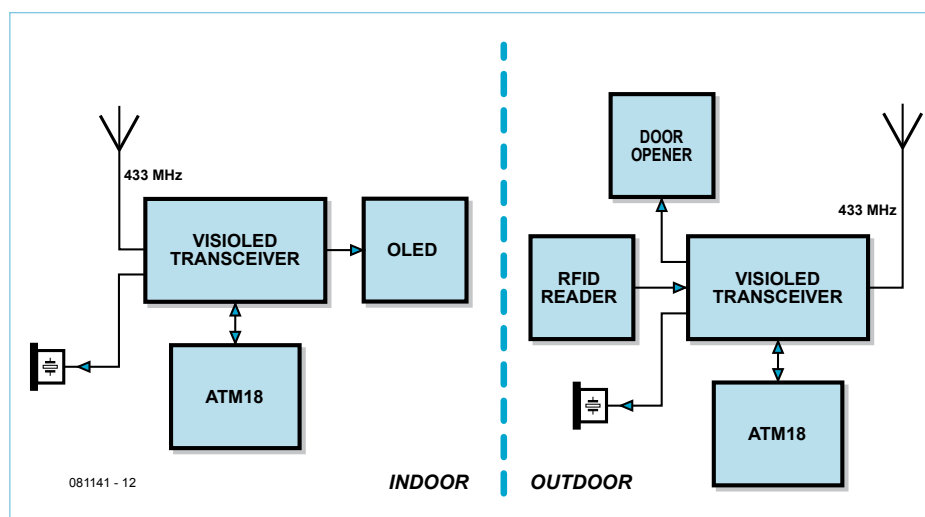 433 MHz
VISIOLED
TRANSCEIVER
OLED
ATM18
081141 - 12
INDOOR
DOOR
OPENER
433 MHz
RFID
READER
VISIOLED
TRANSCEIVER
ATM18
OUTDOOR